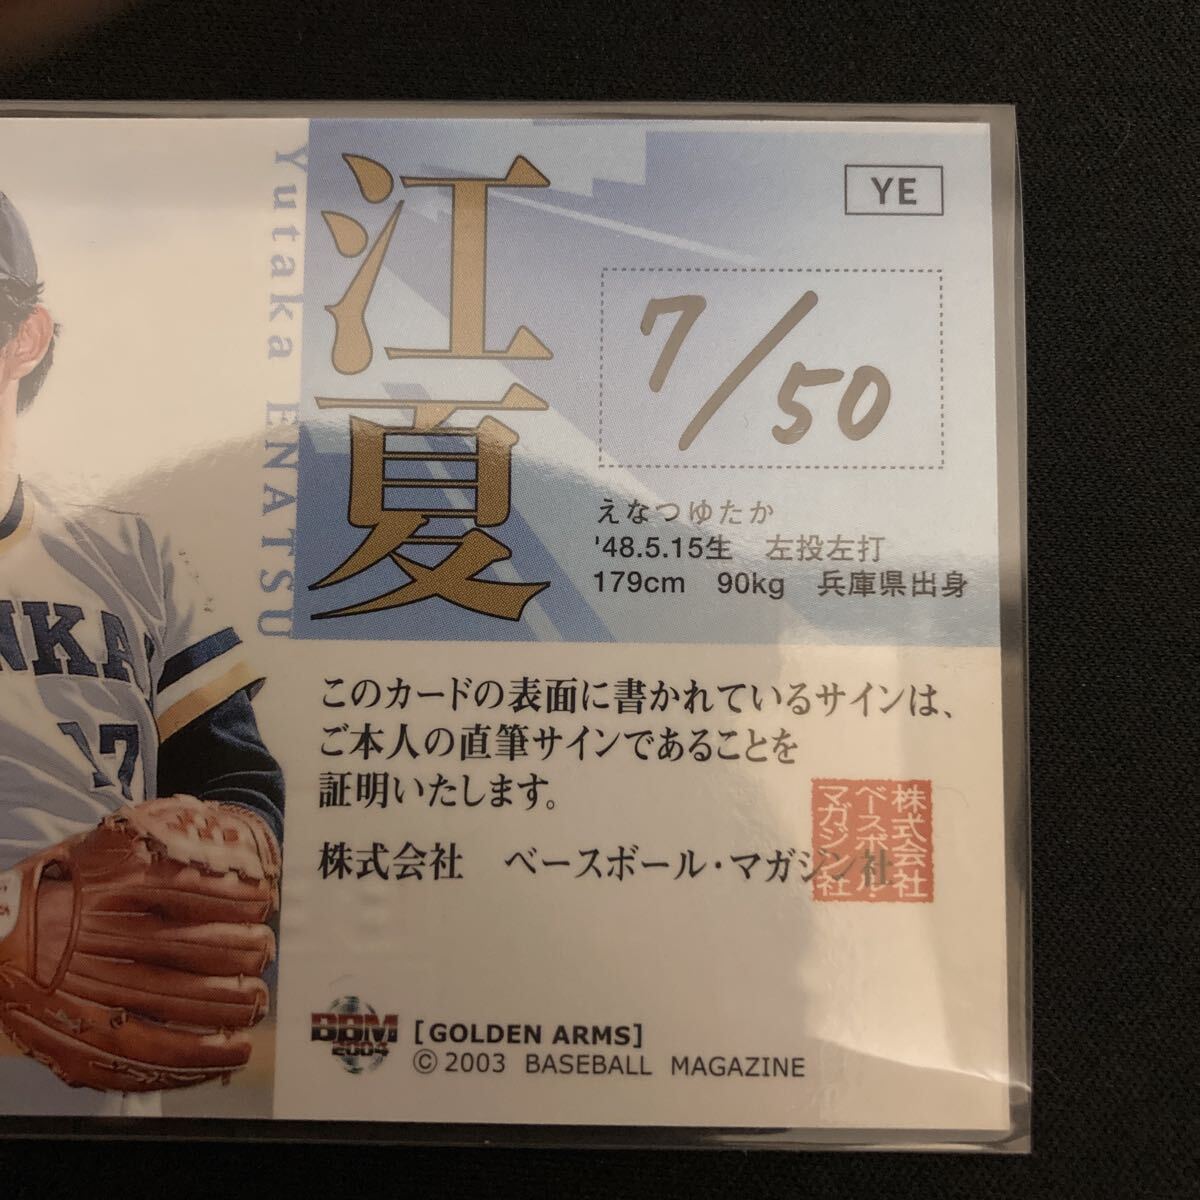 Yutaka ENATSU
江夏
YE
7/50
えなつゆたか
'48.5.15生 左投左打
179cm 90kg 兵庫県出身
このカードの表面に書かれているサインは、
ご本人の直筆サインであることを
証明いたします。
株式会社 ベースボール・マガジン社
株式会社
ベースボール・
マガジン社
NKA
17
BBM
2004
[GOLDEN ARMS]
© 2003 BASEBALL MAGAZINE